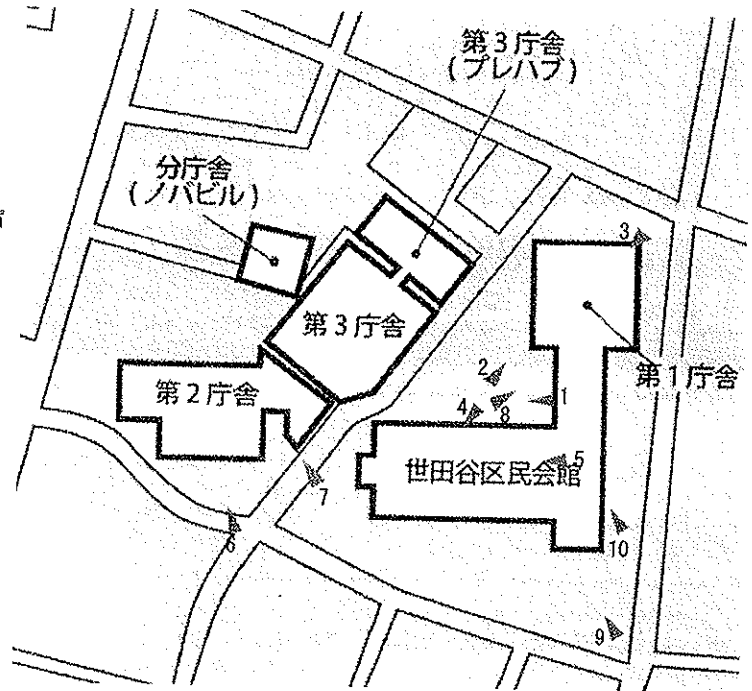 第3庁舎
(プレハブ)
分庁舎
(ノバビル)
3
第3庁舎
第1庁舎
第2庁舎
2
1
4
8
世田谷区民会館
5
7
6
10
9